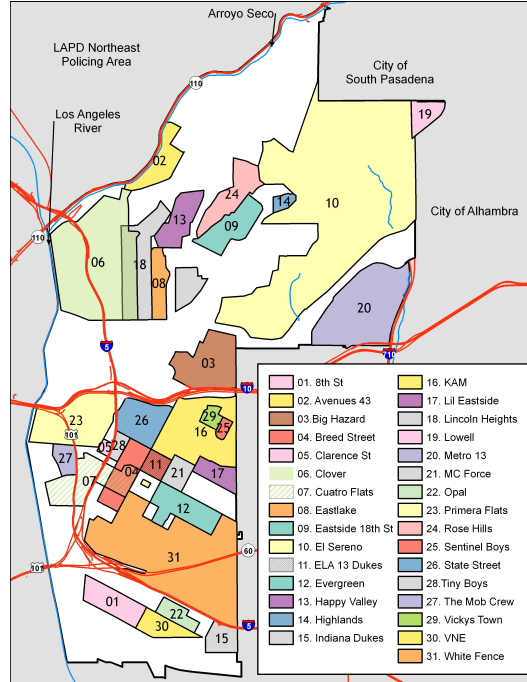 Arroyo Seco
LAPD Northeast
Policing Area
City of
South Pasadena
110
19
Los Angeles
River
02
24
13
14
10
09
City of Alhambra
110
06
18
08
20
5
10
03
10
23
26
29
16
25
101
05
28
27
04
11
21
17
07
12
31
60
101
01
22
30
15
5
01. 8th St
02. Avenues 43
03.Big Hazard
04. Breed Street
05. Clarence St
06. Clover
07. Cuatro Flats
08. Eastlake
09. Eastside 18th St
10. El Sereno
11. ELA 13 Dukes
12. Evergreen
13. Happy Valley
14. Highlands
15. Indiana Dukes
16. KAM
17. Lil Eastside
18. Lincoln Heights
19. Lowell
20. Metro 13
21. MC Force
22. Opal
23. Primera Flats
24. Rose Hills
25. Sentinel Boys
26. State Street
28.Tiny Boys
27. The Mob Crew
29. Vickys Town
30. VNE
31. White Fence